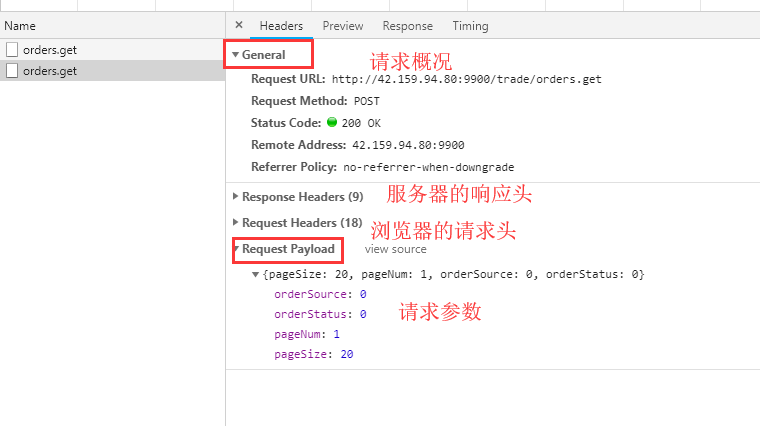 Name
× Headers Preview Response Timing
orders.get
orders.get
General
请求概况
Request URL: http://42.159.94.80:9900/trade/orders.get
Request Method: POST
Status Code: 200 OK
Remote Address: 42.159.94.80:9900
Referrer Policy: no-referrer-when-downgrade
Response Headers (9)
服务器的响应头
Request Headers (18)
浏览器的请求头
Request Payload view source
{pageSize: 20, pageNum: 1, orderSource: 0, orderStatus: 0}
orderSource: 0
orderStatus: 0
请求参数
pageNum: 1
pageSize: 20